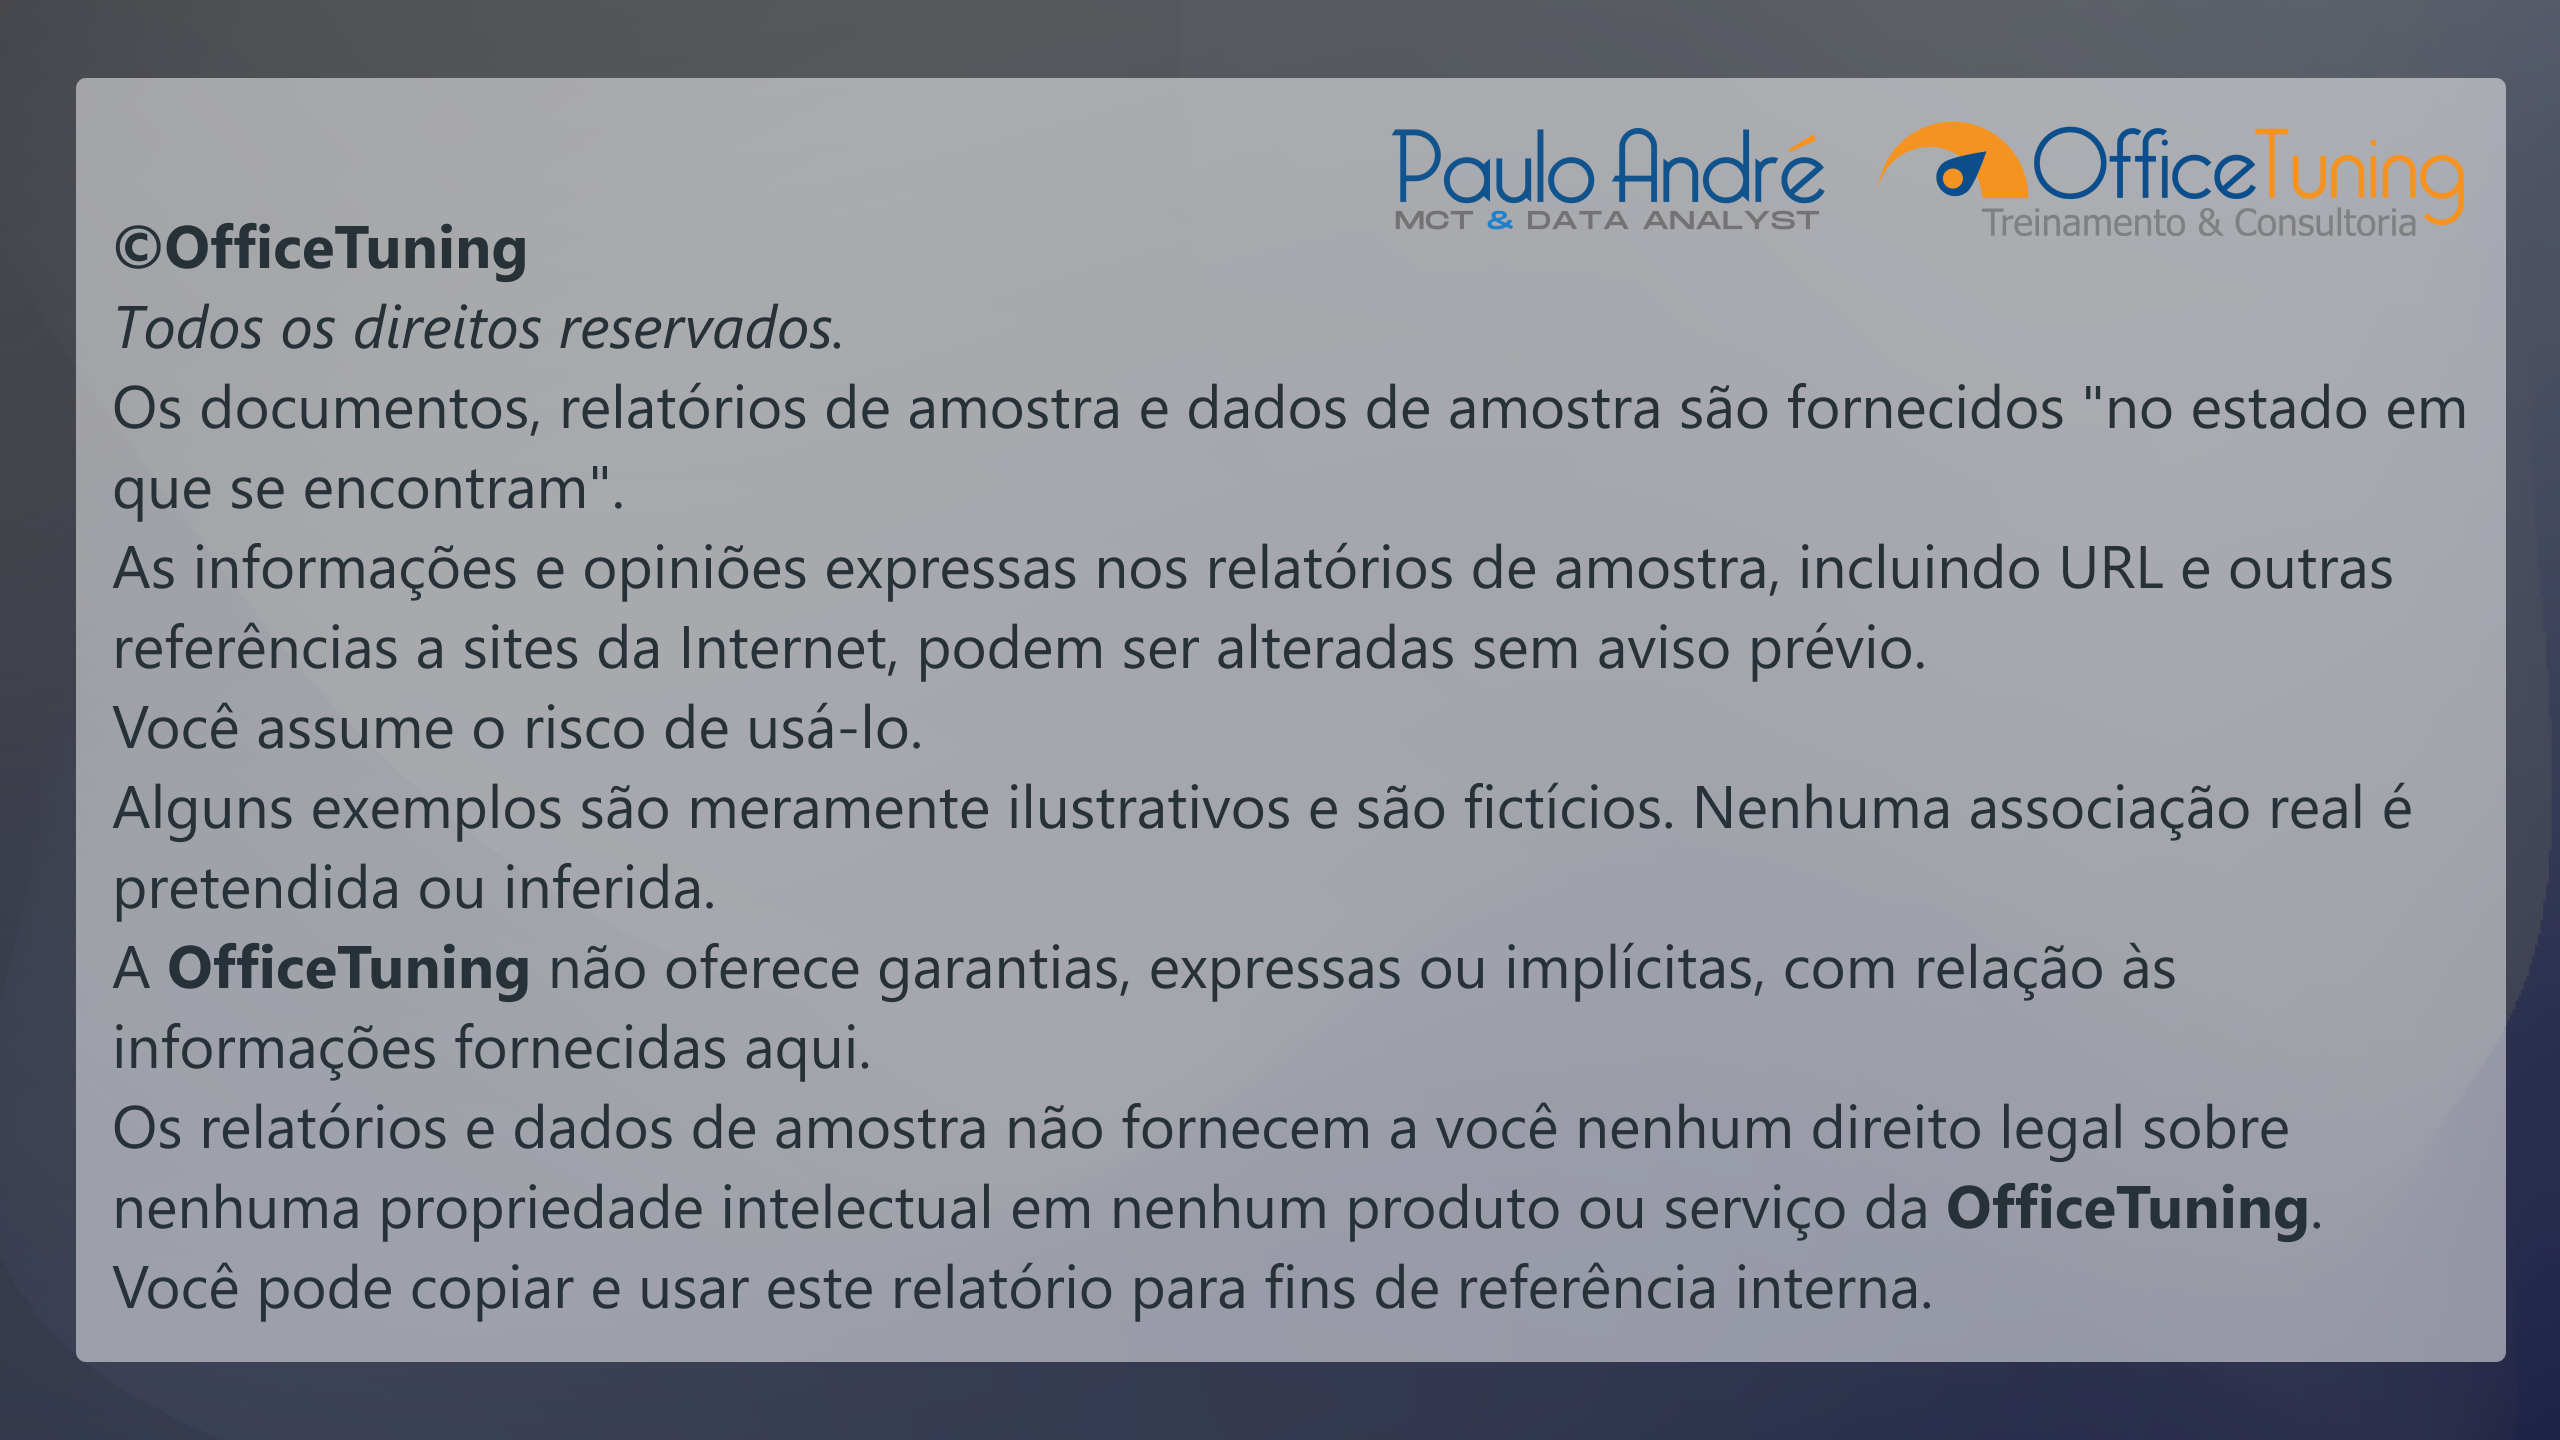 Paulo André
MCT & DATA ANALYST
OfficeTuning
Treinamento & Consultoria
©OfficeTuning
Todos os direitos reservados.
Os documentos, relatórios de amostra e dados de amostra são fornecidos "no estado em
que se encontram".
As informações e opiniões expressas nos relatórios de amostra, incluindo URL e outras
referências a sites da Internet, podem ser alteradas sem aviso prévio.
Você assume o risco de usá-lo.
Alguns exemplos são meramente ilustrativos e são fictícios. Nenhuma associação real é
pretendida ou inferida.
A OfficeTuning não oferece garantias, expressas ou implícitas, com relação às
informações fornecidas aqui.
Os relatórios e dados de amostra não fornecem a você nenhum direito legal sobre
nenhuma propriedade intelectual em nenhum produto ou serviço da OfficeTuning.
Você pode copiar e usar este relatório para fins de referência interna.